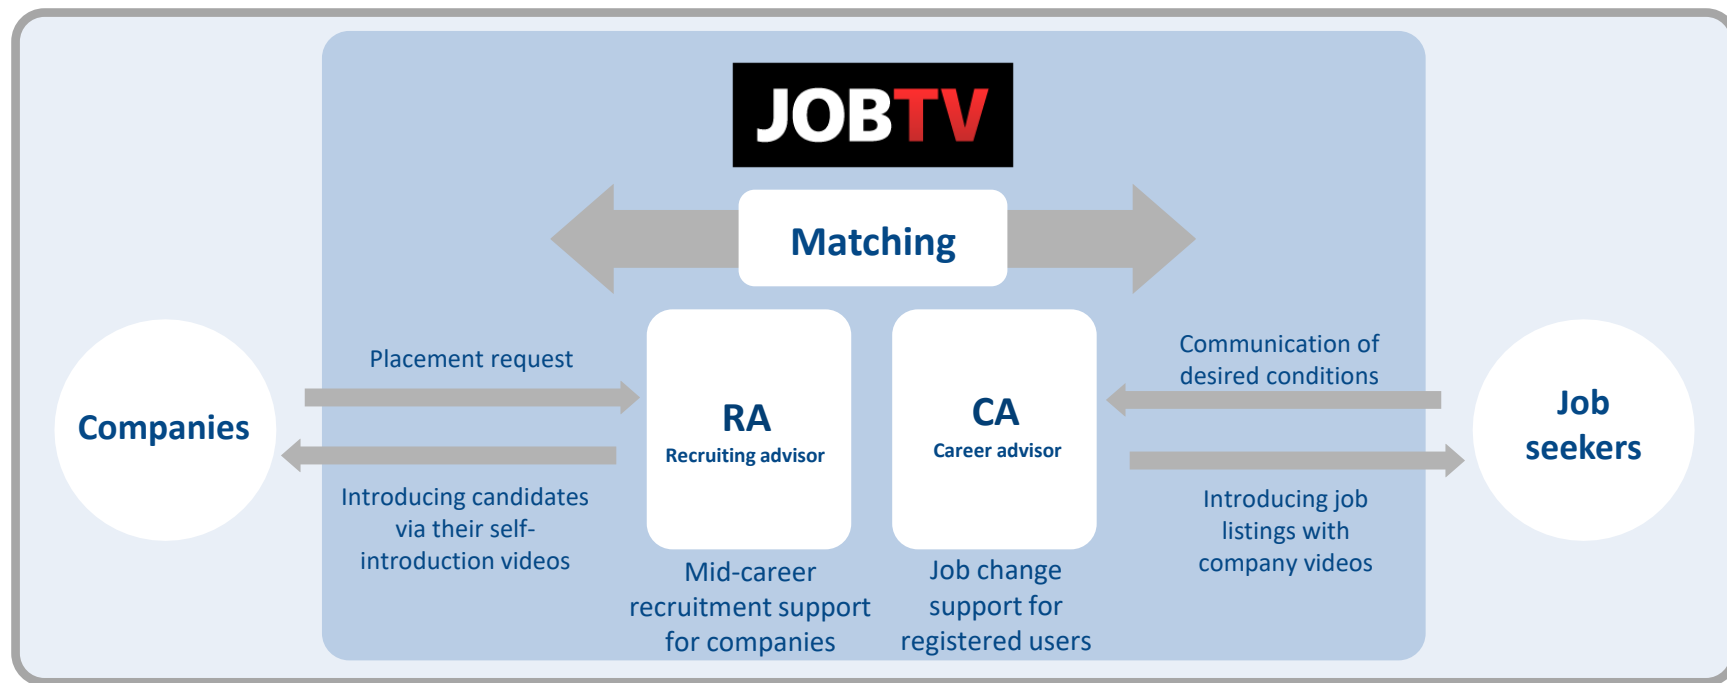 JOBTV
Matching
Companies
Placement request
Introducing candidates
via their self-
introduction videos
RA
Recruiting advisor
Mid-career
recruitment support
for companies
CA
Career advisor
Job change
support for
registered users
Communication of
desired conditions
Introducing job
listings with
company videos
Job
seekers